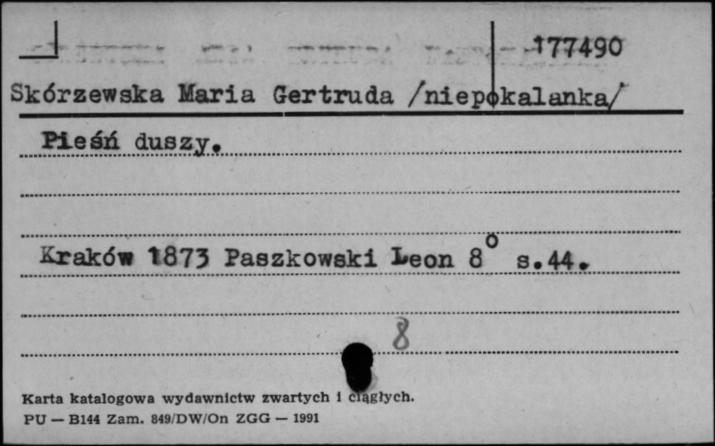 177490
Skórzewska Maria Gertruda /niepokalanka/
Pieśń duszy.
Kraków 1873 Paszkowski Leon 8° s.44.
8
Karta katalogowa wydawnictw zwartych i ciągłych.
PU — B144 Zam. 849/DW/On ZGG — 1991